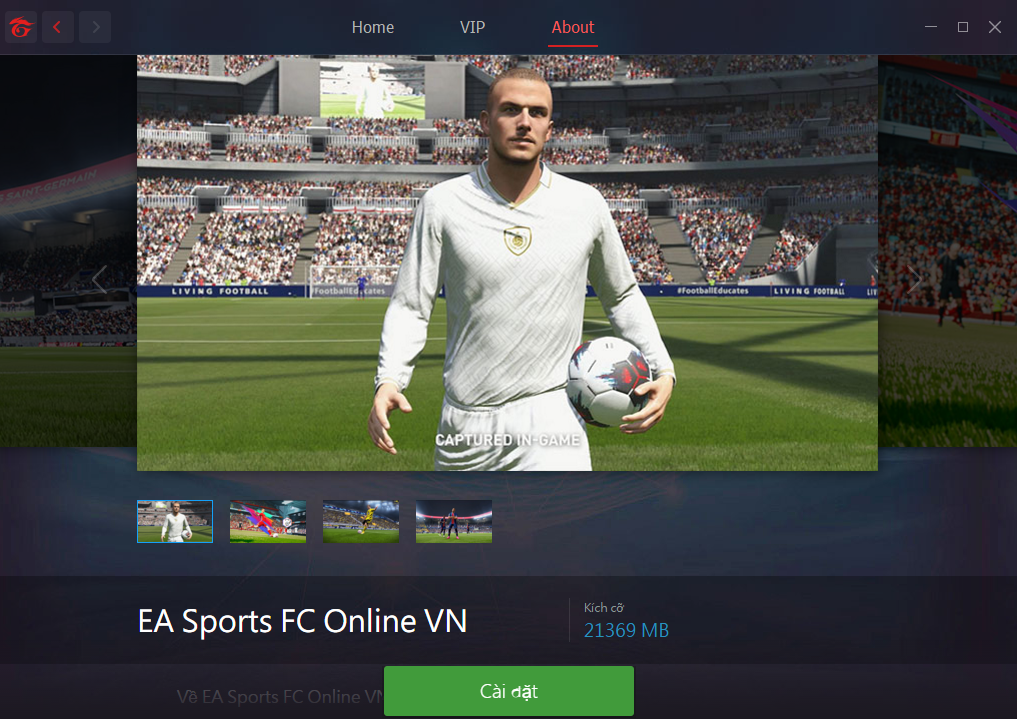 Home VIP About
SAINT-GERMAIN
LIVING FOOTBALL #FootballEducates #FootballEducates LIVING FOOTBALL LIV
CAPTURED IN-GAME
EA Sports FC Online VN
Kích cỡ
21369 MB
Về EA Sports FC Online VN
Cài đặt